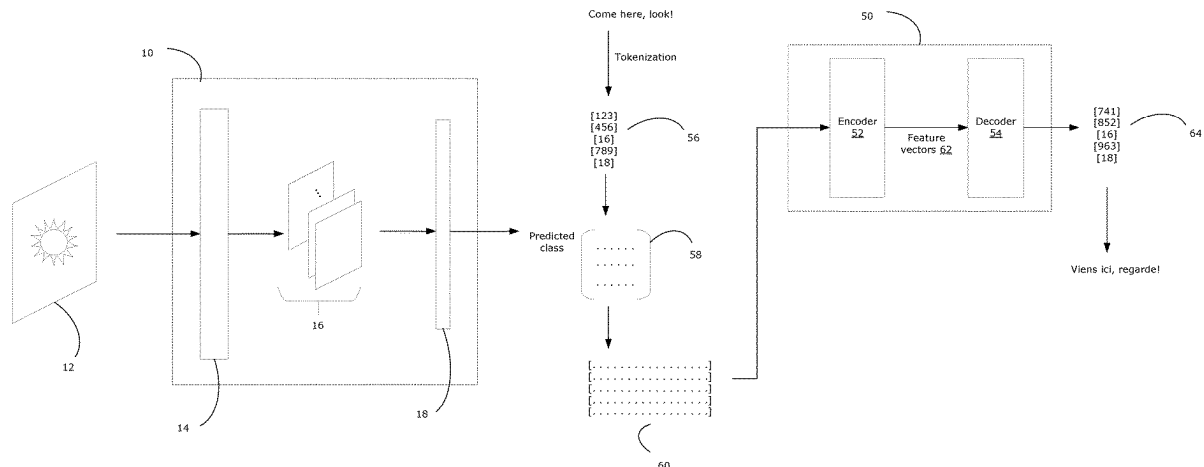 10
12
14
16
18
Predicted
class
Come here, look!
Tokenization
[123]
[456]
[16]
[789]
[18]
56
58
60
50
Encoder
52
Feature
vectors 62
Decoder
54
[741]
[852]
[16]
[963]
[18]
64
Viens ici, regarde!